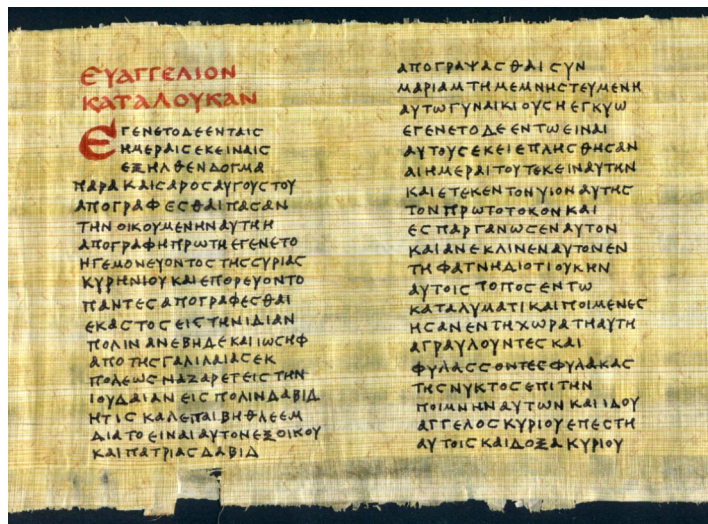 ΕΥΑΓΓΕΛΙΟΝ
ΚΑΤΑΛΟΥΚΑΝ
ΕΓΕΝΕΤΟΔΕΕΝΤΑΙϹ
ΗΜΕΡΑΙϹΕΚΕΙΝΑΙϹ
ΕΞΗΛΘΕΝΔΟΓΜΑ
ΠΑΡΑΚΑΙϹΑΡΟϹΑΥΓΟΥϹΤΟΥ
ΑΠΟΓΡΑΦΕϹΘΑΙΠΑϹΑΝ
ΤΗΝΟΙΚΟΥΜΕΝΗΝΑΥΤΗΗ
ΑΠΟΓΡΑΦΗΠΡΩΤΗΕΓΕΝΕΤΟ
ΗΓΕΜΟΝΕΥΟΝΤΟϹΤΗϹϹΥΡΙΑϹ
ΚΥΡΗΝΙΟΥΚΑΙΕΠΟΡΕΥΟΝΤΟ
ΠΑΝΤΕϹΑΠΟΓΡΑΦΕϹΘΑΙ
ΕΚΑϹΤΟϹΕΙϹΤΗΝΙΔΙΑΝ
ΠΟΛΙΝΑΝΕΒΗΔΕΚΑΙΙΩϹΗΦ
ΑΠΟΤΗϹΓΑΛΙΛΑΙΑϹΕΚ
ΠΟΛΕΩϹΝΑΖΑΡΕΤΕΙϹΤΗΝ
ΙΟΥΔΑΙΑΝΕΙϹΠΟΛΙΝΔΑΒΙΔ
ΗΤΙϹΚΑΛΕΠΑΙΒΗΘΛΕΕΜ
ΔΙΑΤΟΕΙΝΑΙΑΥΤΟΝΕΞΟΙΚΟΥ
ΚΑΙΠΑΤΡΙΑϹΔΑΒΙΔ
ΑΠΟΓΡΑΨΑϹΘΑΙϹΥΝ
ΜΑΡΙΑΜΤΗΜΕΜΝΗϹΤΕΥΜΕΝΗ
ΑΥΤΩΓΥΝΑΙΚΙΟΥϹΗΕΓΚΥΩ
ΕΓΕΝΕΤΟΔΕΕΝΤΩΕΙΝΑΙ
ΑΥΤΟΥϹΕΚΕΙΕΠΛΗϹΘΗϹΑΝ
ΑΙΗΜΕΡΑΙΤΟΥΤΕΚΕΙΝΑΥΤΗΝ
ΚΑΙΕΤΕΚΕΝΤΟΝΥΙΟΝΑΥΤΗϹ
ΤΟΝΠΡΩΤΟΤΟΚΟΝΚΑΙ
ΕϹΠΑΡΓΑΝΩϹΕΝΑΥΤΟΝ
ΚΑΙΑΝΕΚΛΙΝΕΝΑΥΤΟΝΕΝ
ΤΗΦΑΤΝΗΔΙΟΤΙΟΥΚΗΝ
ΑΥΤΟΙϹΤΟΠΟϹΕΝΤΩ
ΚΑΤΑΛΥΜΑΤΙΚΑΙΠΟΙΜΕΝΕϹ
ΗϹΑΝΕΝΤΗΧΩΡΑΤΗΑΥΤΗ
ΑΓΡΑΥΛΟΥΝΤΕϹΚΑΙ
ΦΥΛΑϹϹΟΝΤΕϹΦΥΛΑΚΑϹ
ΤΗϹΝΥΚΤΟϹΕΠΙΤΗΝ
ΠΟΙΜΝΗΝΑΥΤΩΝΚΑΙΙΔΟΥ
ΑΓΓΕΛΟϹΚΥΡΙΟΥΕΠΕϹΤΗ
ΑΥΤΟΙϹΚΑΙΔΟΞΑΚΥΡΙΟΥ